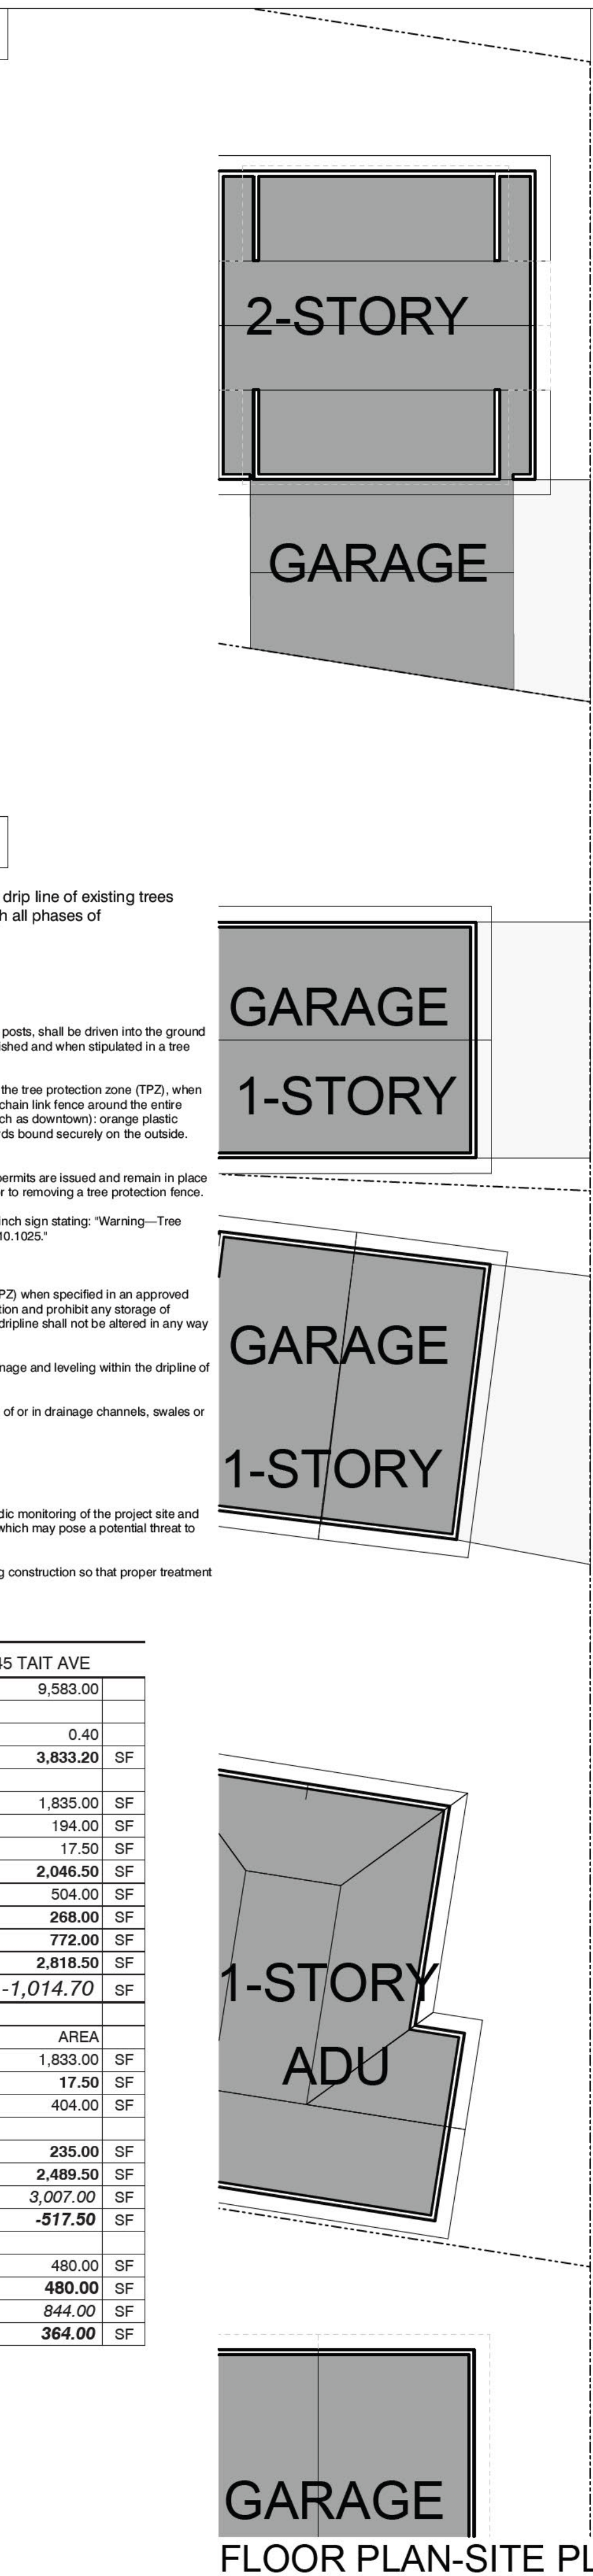 2-STORY
GARAGE
drip line of existing trees
h all phases of
GARAGE
1-STORY
posts, shall be driven into the ground
shed and when stipulated in a tree
the tree protection zone (TPZ), when
chain link fence around the entire
ch as downtown): orange plastic
ds bound securely on the outside.
permits are issued and remain in place
r to removing a tree protection fence.
inch sign stating: "Warning—Tree
10.1025."
GARAGE
1-STORY
PZ) when specified in an approved
tion and prohibit any storage of
dripline shall not be altered in any way
nage and leveling within the dripline of
of or in drainage channels, swales or
dic monitoring of the project site and
which may pose a potential threat to
g construction so that proper treatment
45 TAIT AVE
9,583.00
0.40
3,833.20 SF
1,835.00 SF
194.00 SF
17.50 SF
2,046.50 SF
504.00 SF
268.00 SF
772.00 SF
2,818.50 SF
-1,014.70 SF
AREA
1,833.00 SF
17.50 SF
404.00 SF
235.00 SF
2,489.50 SF
3,007.00 SF
-517.50 SF
480.00 SF
480.00 SF
844.00 SF
364.00 SF
1-STORY
ADU
GARAGE
FLOOR PLAN-SITE PL